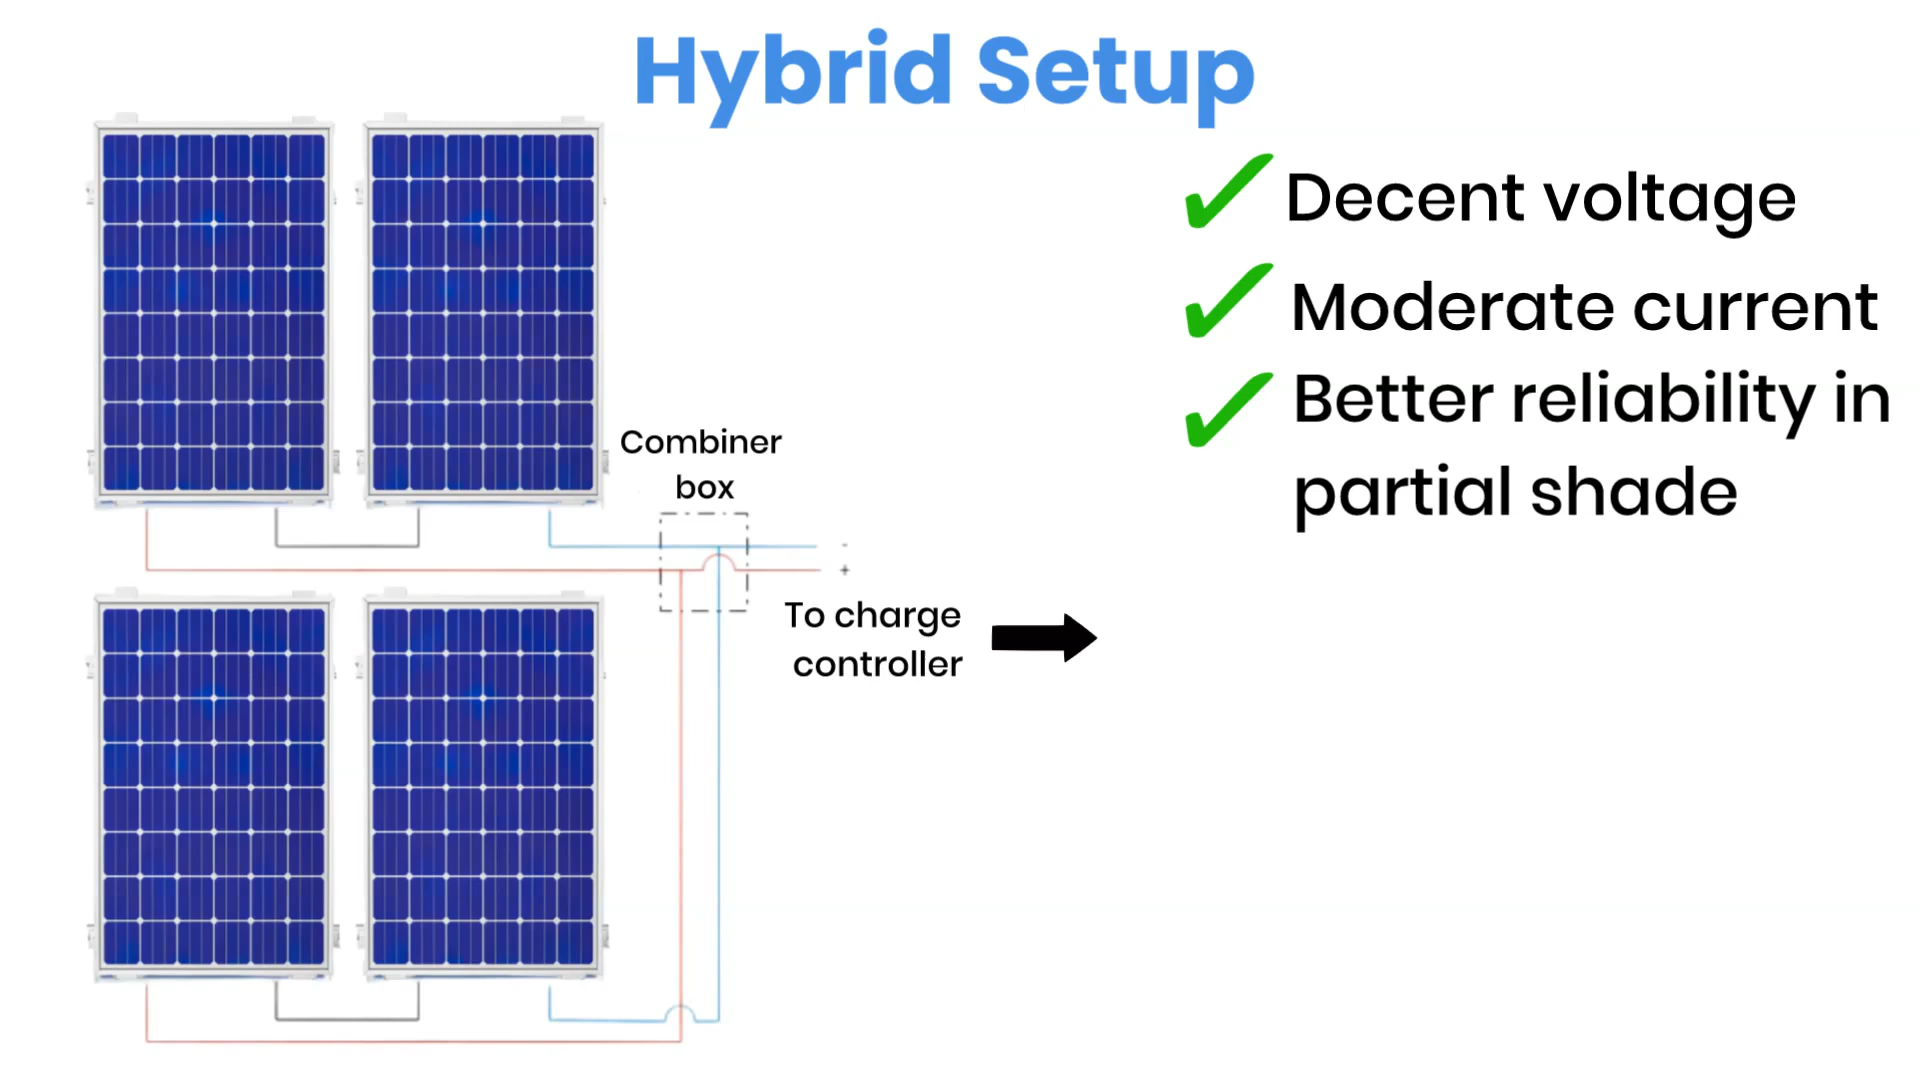 Hybrid Setup
Decent voltage
Moderate current
Better reliability in
partial shade
Combiner
box
-
+
To charge
controller